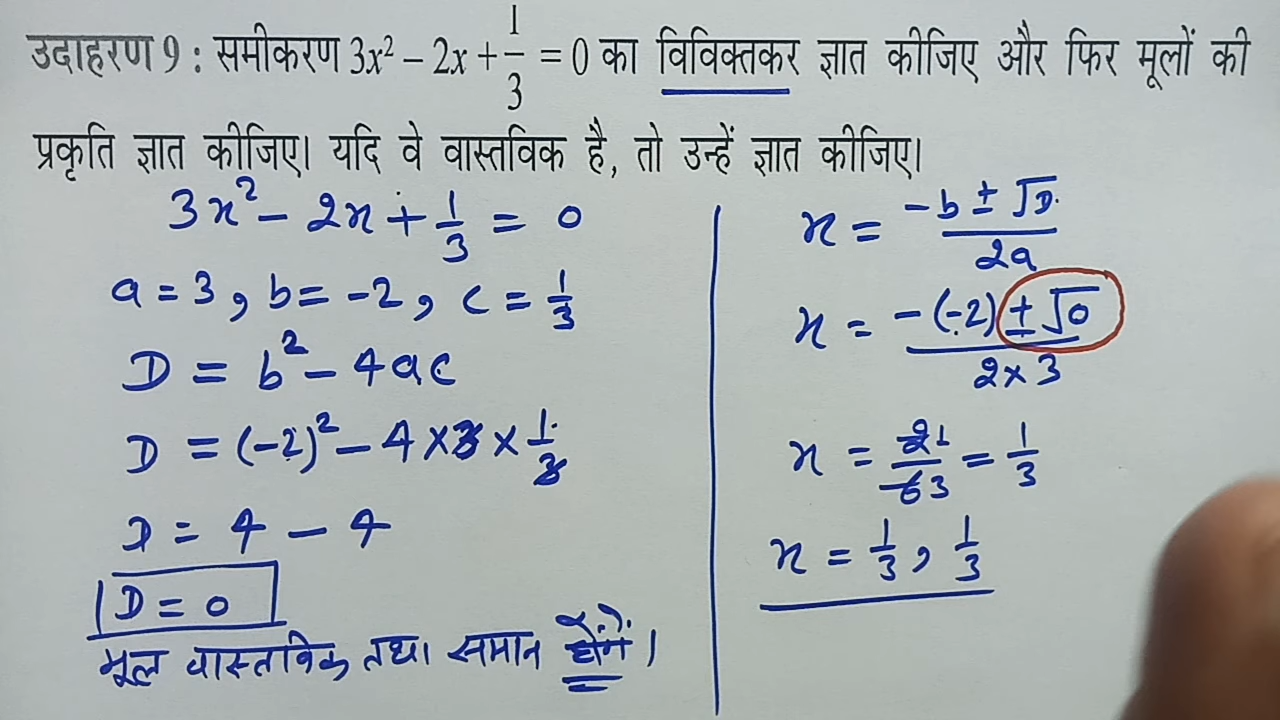 उदाहरण 9 : समीकरण 3x² – 2x + 1/3 = 0 का विविक्तकर ज्ञात कीजिए और फिर मूलों की
प्रकृति ज्ञात कीजिए। यदि वे वास्तविक है, तो उन्हें ज्ञात कीजिए।
3x² – 2x + 1/3 = 0
a = 3, b = -2, c = 1/3
D = b² – 4ac
D = (-2)² – 4 × 3 × 1/3
D = 4 – 4
D = 0
मूल वास्तविक तथा समान
x = (-b ± √D) / 2a
x = (-(-2) ± √0) / (2 × 3)
x = 2 1 / 6 3 = 1/3
x = 1/3, 1/3